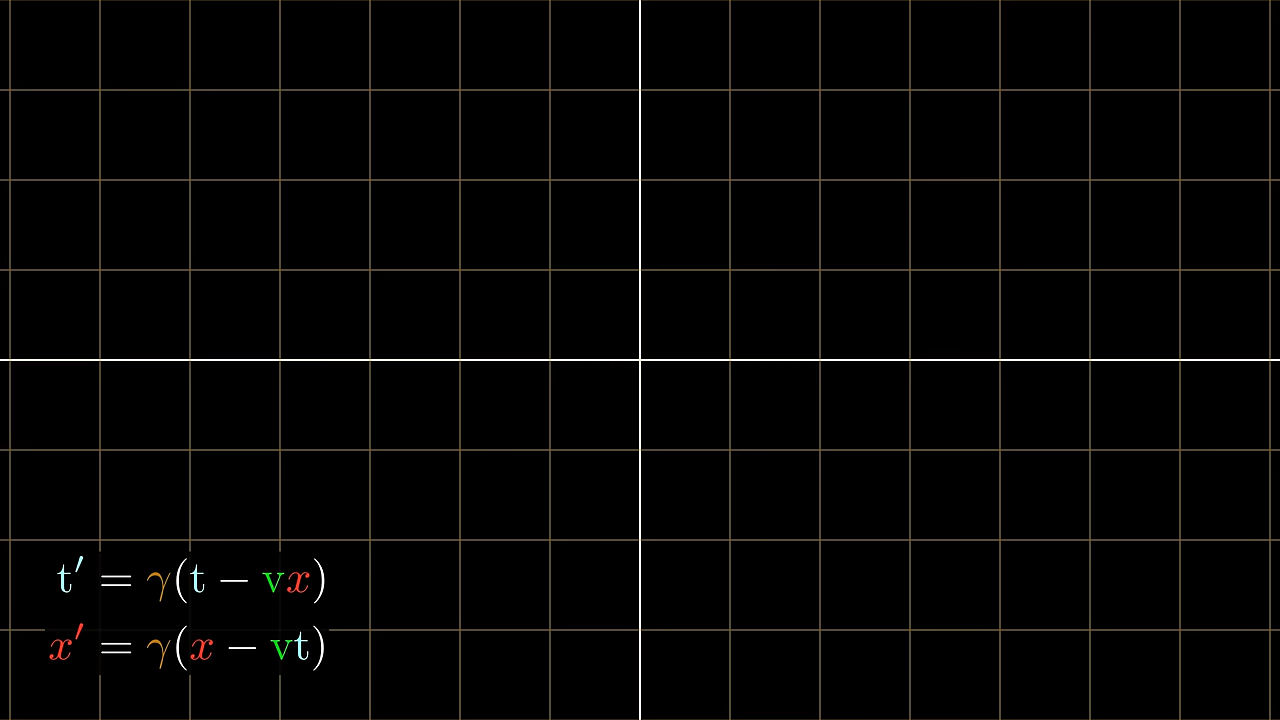 t′ = γ(t − vx)
x′ = γ(x − vt)